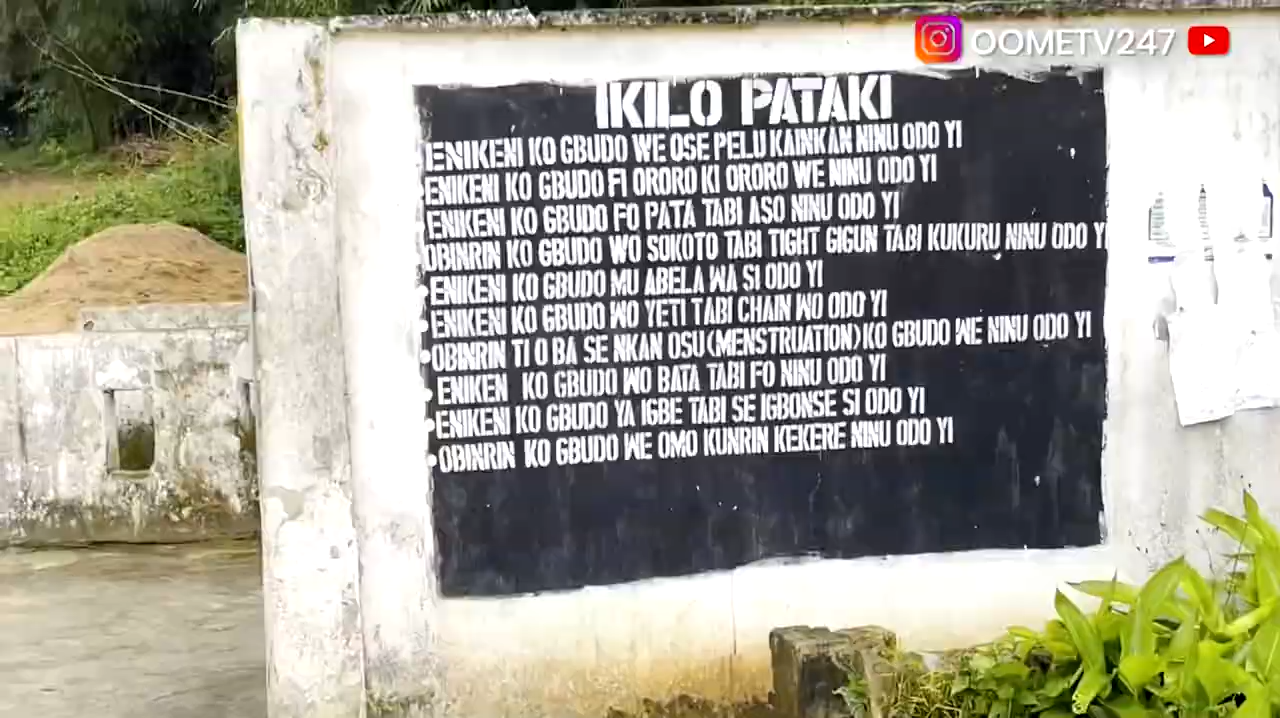 OOMETV247
IKILO PATAKI
ENIKENI KO GBUDO WE OSE PELU KAINKAN NINU ODO YI
ENIKENI KO GBUDO FI ORORO KI ORORO WE NINU ODO YI
ENIKENI KO GBUDO FO PATA TABI ASO NINU ODO YI
OBINRIN KO GBUDO WO SOKOTO TABI TIGHT GIGUN TABI KUKURU NINU ODO YI
• ENIKENI KO GBUDO MU ABELA WA SI ODO YI
• ENIKENI KO GBUDO WO YETI TABI CHAIN WO ODO YI
• OBINRIN TI O BA SE NKAN OSU (MENSTRUATION) KO GBUDO WE NINU ODO YI
• ENIKEN KO GBUDO WO BATA TABI FO NINU ODO YI
• ENIKENI KO GBUDO YA IGBE TABI SE IGBONSE SI ODO YI
• OBINRIN KO GBUDO WE OMO KUNRIN KEKERE NINU ODO YI